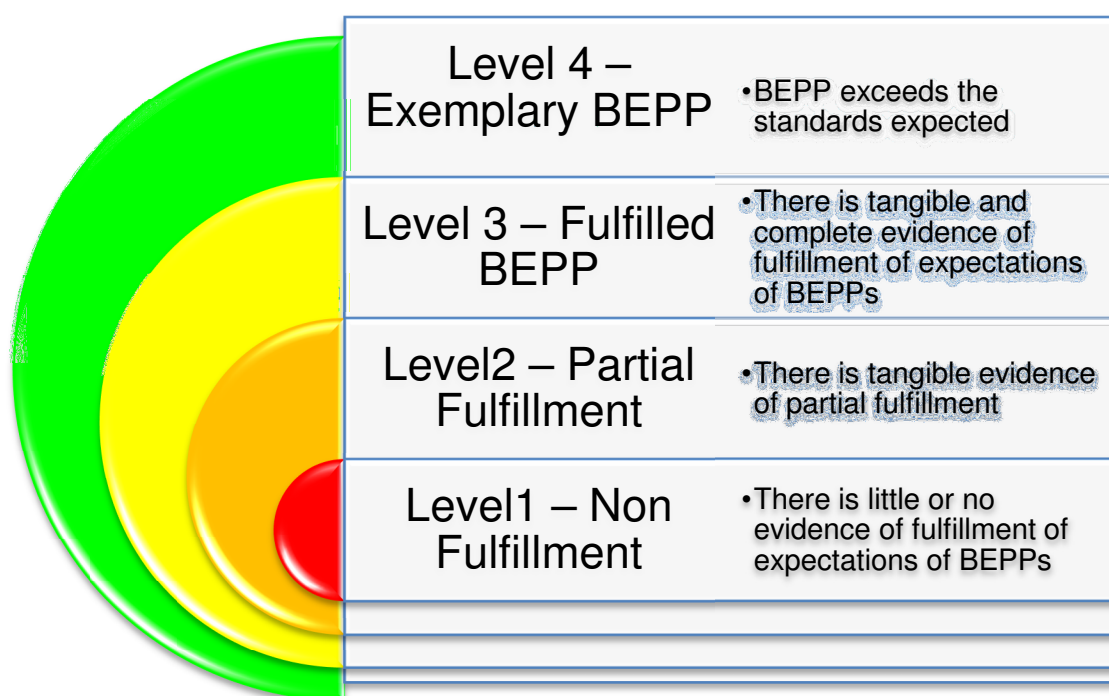 Level 4 –
Exemplary BEPP
•BEPP exceeds the
standards expected
Level 3 – Fulfilled
BEPP
•There is tangible and
complete evidence of
fulfillment of expectations
of BEPPs
Level2 – Partial
Fulfillment
•There is tangible evidence
of partial fulfillment
Level1 – Non
Fulfillment
•There is little or no
evidence of fulfillment of
expectations of BEPPs